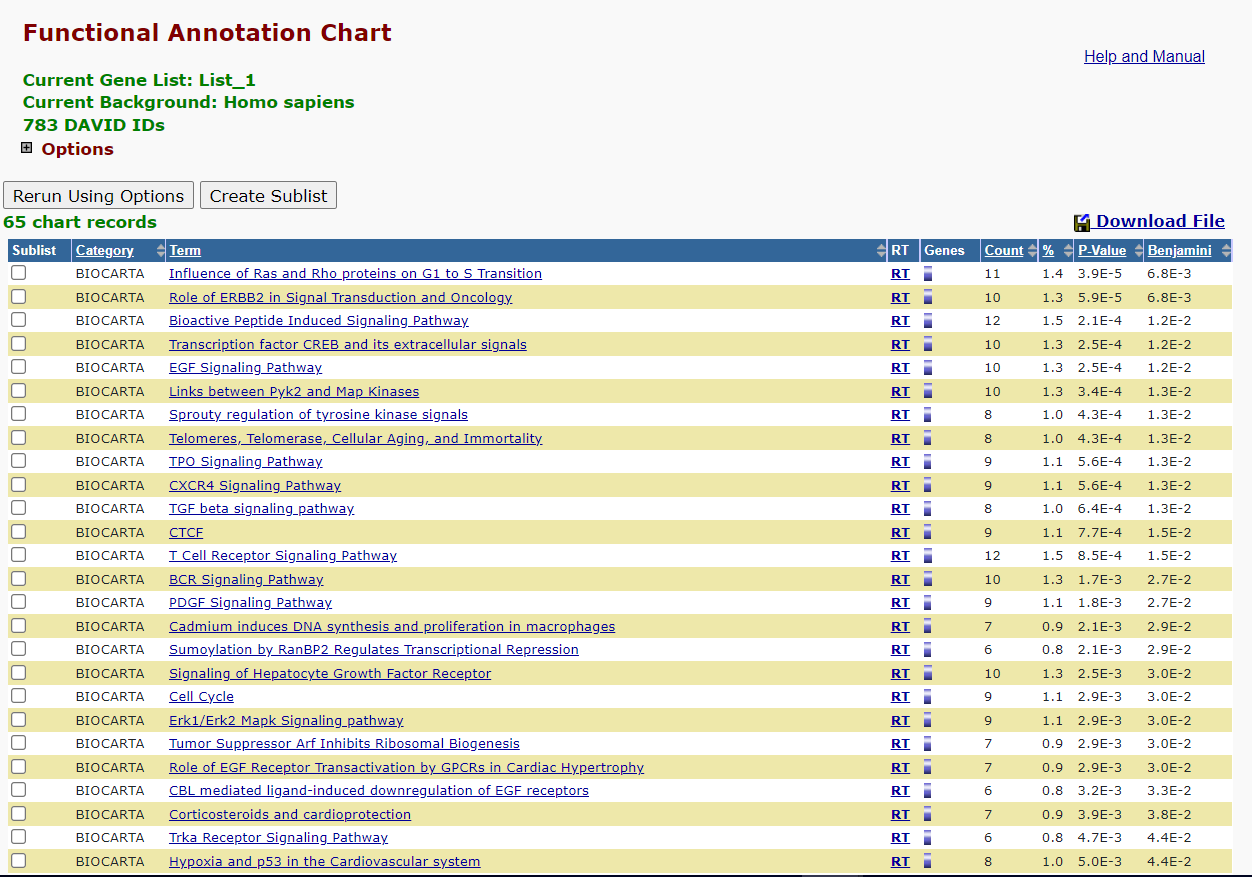 Functional Annotation Chart
Help and Manual
Current Gene List: List_1
Current Background: Homo sapiens
783 DAVID IDs
Options
Rerun Using Options Create Sublist
65 chart records Download File
Sublist Category Term RT Genes Count % P-Value Benjamini
BIOCARTA Influence of Ras and Rho proteins on G1 to S Transition RT 11 1.4 3.9E-5 6.8E-3
BIOCARTA Role of ERBB2 in Signal Transduction and Oncology RT 10 1.3 5.9E-5 6.8E-3
BIOCARTA Bioactive Peptide Induced Signaling Pathway RT 12 1.5 2.1E-4 1.2E-2
BIOCARTA Transcription factor CREB and its extracellular signals RT 10 1.3 2.5E-4 1.2E-2
BIOCARTA EGF Signaling Pathway RT 10 1.3 2.5E-4 1.2E-2
BIOCARTA Links between Pyk2 and Map Kinases RT 10 1.3 3.4E-4 1.3E-2
BIOCARTA Sprouty regulation of tyrosine kinase signals RT 8 1.0 4.3E-4 1.3E-2
BIOCARTA Telomeres, Telomerase, Cellular Aging, and Immortality RT 8 1.0 4.3E-4 1.3E-2
BIOCARTA TPO Signaling Pathway RT 9 1.1 5.6E-4 1.3E-2
BIOCARTA CXCR4 Signaling Pathway RT 9 1.1 5.6E-4 1.3E-2
BIOCARTA TGF beta signaling pathway RT 8 1.0 6.4E-4 1.3E-2
BIOCARTA CTCF RT 9 1.1 7.7E-4 1.5E-2
BIOCARTA T Cell Receptor Signaling Pathway RT 12 1.5 8.5E-4 1.5E-2
BIOCARTA BCR Signaling Pathway RT 10 1.3 1.7E-3 2.7E-2
BIOCARTA PDGF Signaling Pathway RT 9 1.1 1.8E-3 2.7E-2
BIOCARTA Cadmium induces DNA synthesis and proliferation in macrophages RT 7 0.9 2.1E-3 2.9E-2
BIOCARTA Sumoylation by RanBP2 Regulates Transcriptional Repression RT 6 0.8 2.1E-3 2.9E-2
BIOCARTA Signaling of Hepatocyte Growth Factor Receptor RT 10 1.3 2.5E-3 3.0E-2
BIOCARTA Cell Cycle RT 9 1.1 2.9E-3 3.0E-2
BIOCARTA Erk1/Erk2 Mapk Signaling pathway RT 9 1.1 2.9E-3 3.0E-2
BIOCARTA Tumor Suppressor Arf Inhibits Ribosomal Biogenesis RT 7 0.9 2.9E-3 3.0E-2
BIOCARTA Role of EGF Receptor Transactivation by GPCRs in Cardiac Hypertrophy RT 7 0.9 2.9E-3 3.0E-2
BIOCARTA CBL mediated ligand-induced downregulation of EGF receptors RT 6 0.8 3.2E-3 3.3E-2
BIOCARTA Corticosteroids and cardioprotection RT 7 0.9 3.9E-3 3.8E-2
BIOCARTA Trka Receptor Signaling Pathway RT 6 0.8 4.7E-3 4.4E-2
BIOCARTA Hypoxia and p53 in the Cardiovascular system RT 8 1.0 5.0E-3 4.4E-2